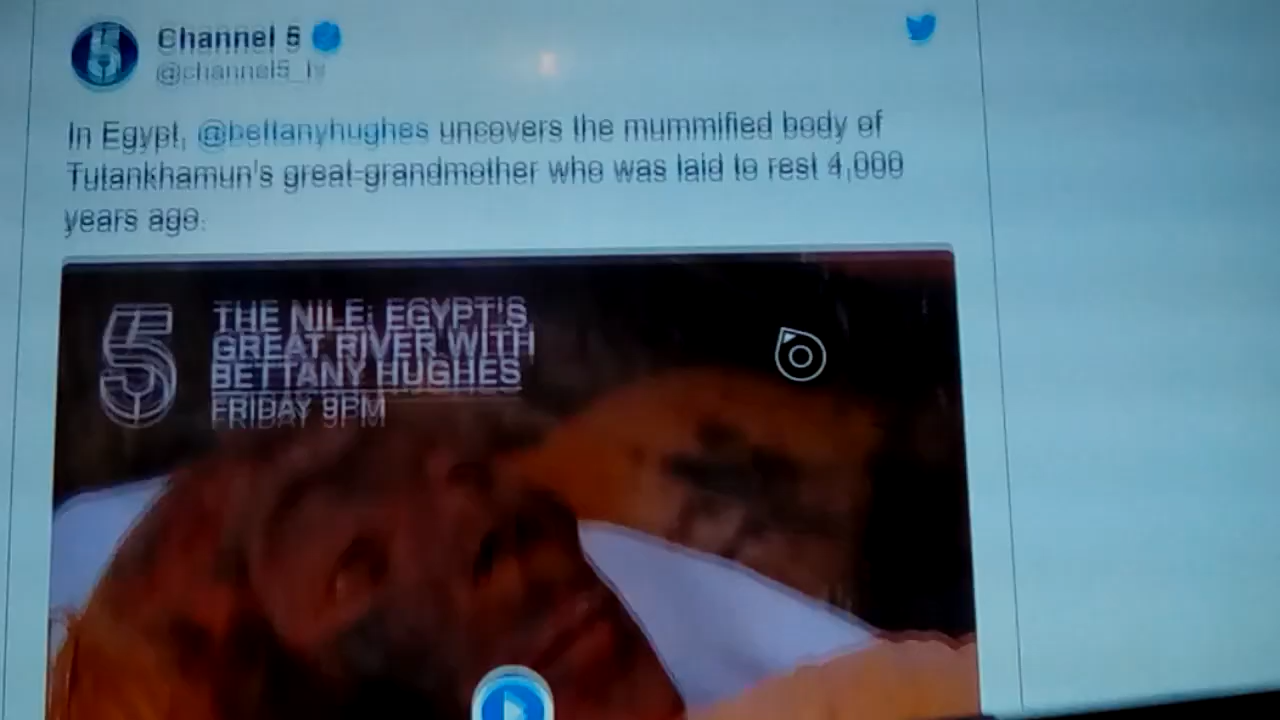 Channel 5
@channel5_tv
In Egypt, @bettanyhughes uncovers the mummified body of
Tutankhamun's great-grandmother who was laid to rest 4,000
years ago.
5 THE NILE: EGYPT'S
GREAT RIVER WITH
BETTANY HUGHES
FRIDAY 9PM